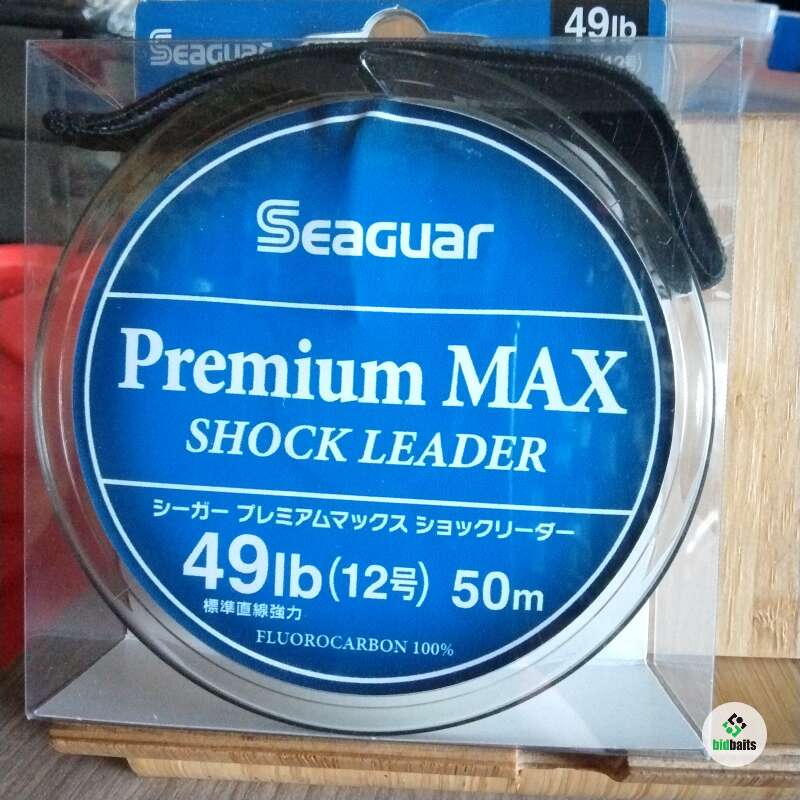 SEAGUAR
49lb
SEAGUAR
Premium MAX
SHOCK LEADER
シーガー プレミアムマックス ショックリーダー
49lb(12号) 50m
標準直線強力
FLUOROCARBON 100%
bidbaits